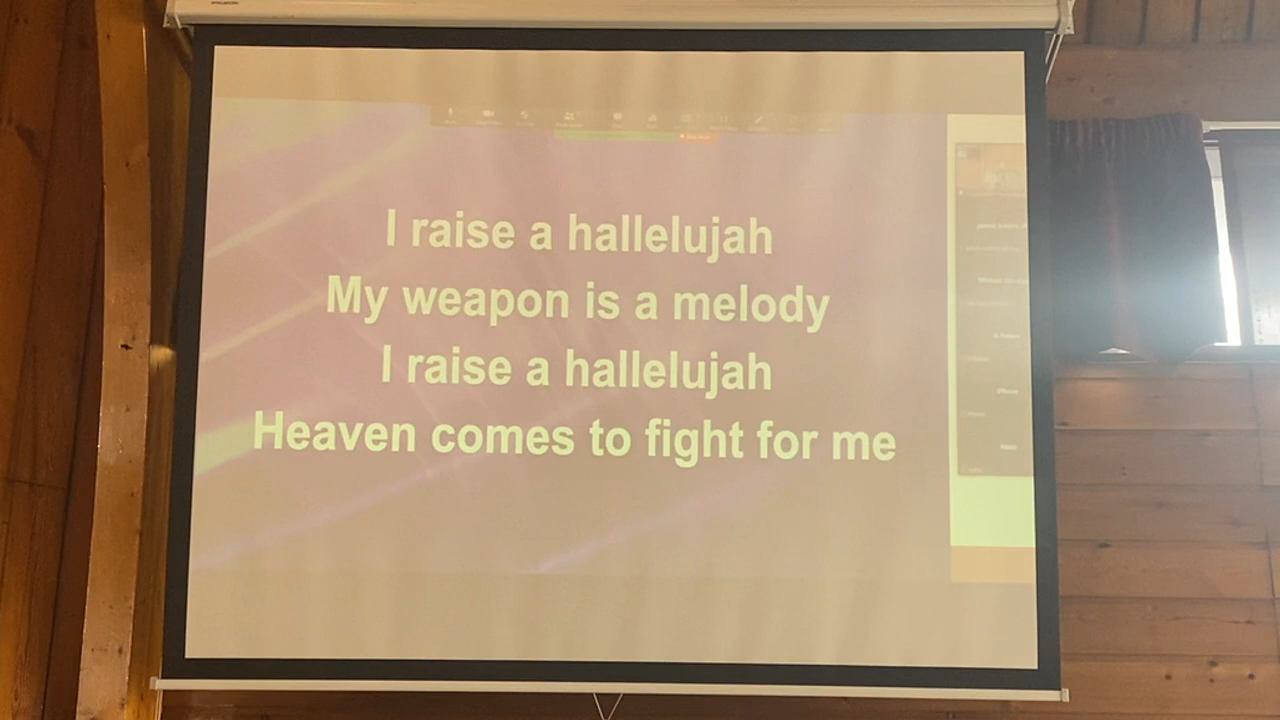 I raise a hallelujah
My weapon is a melody
I raise a hallelujah
Heaven comes to fight for me